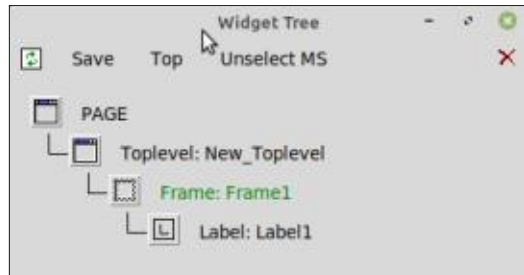 Widget Tree
Save Top Unselect MS
PAGE
Toplevel: New_Toplevel
Frame: Frame1
L Label: Label1